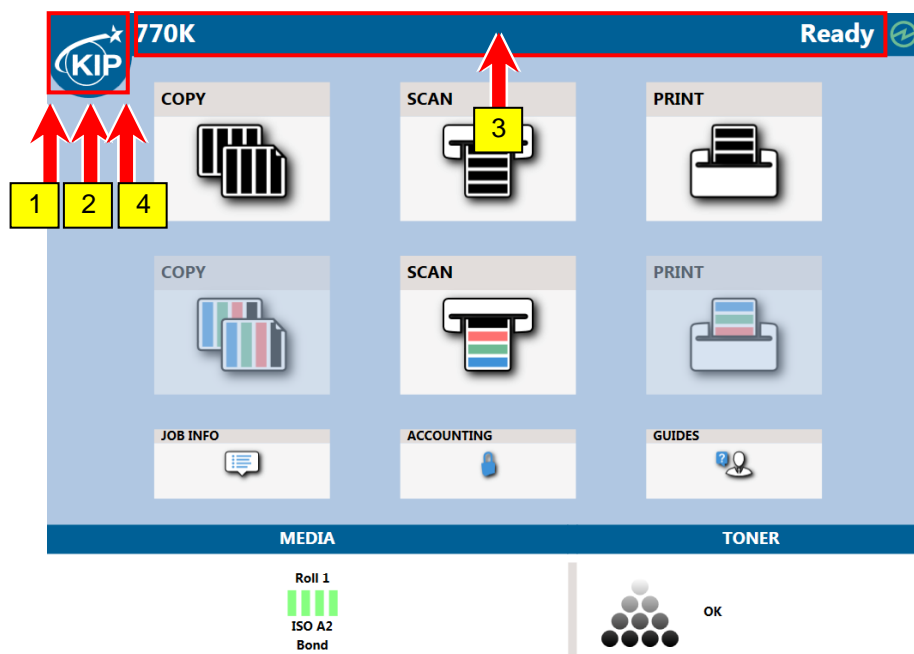 770K Ready
KIP
COPY SCAN PRINT
3
1 2 4
COPY SCAN PRINT
JOB INFO ACCOUNTING GUIDES
?
MEDIA TONER
Roll 1
ISO A2
Bond
OK